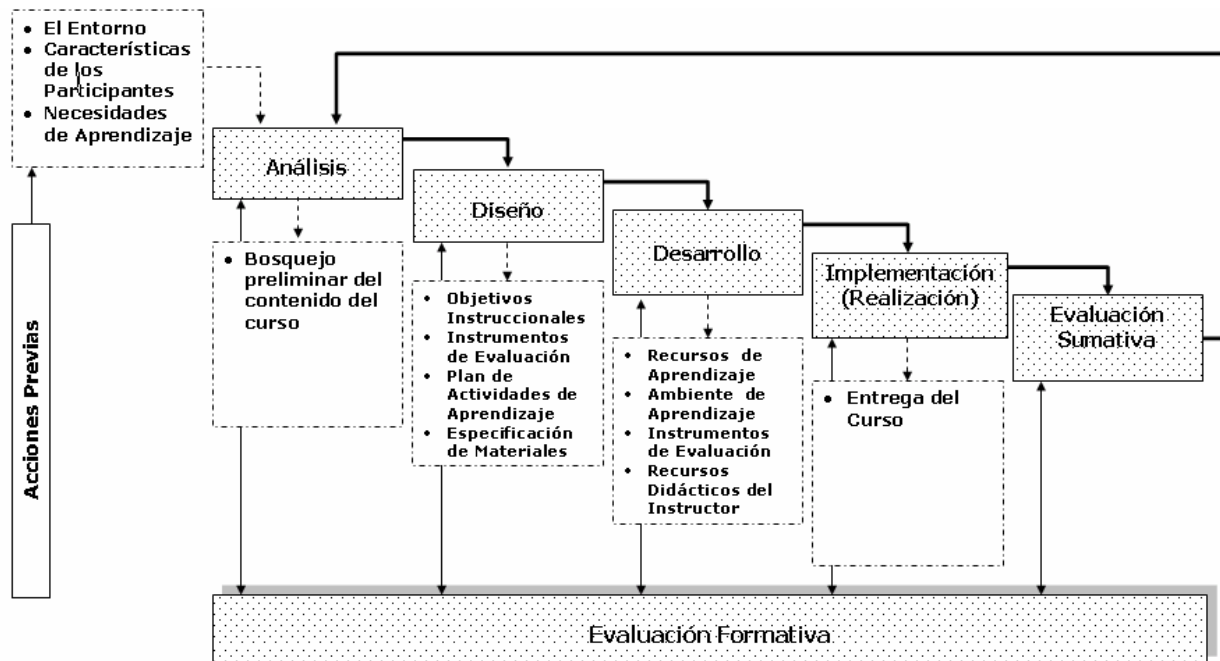 • El Entorno
• Características
de los
Participantes
• Necesidades
de Aprendizaje
Acciones Previas
Análisis
• Bosquejo
preliminar del
contenido del
curso
Diseño
• Objetivos
Instruccionales
• Instrumentos
de Evaluación
• Plan de
Actividades de
Aprendizaje
• Especificación
de Materiales
Desarrollo
• Recursos de
Aprendizaje
• Ambiente de
Aprendizaje
• Instrumentos
de Evaluación
• Recursos
Didácticos del
Instructor
Implementación
(Realización)
• Entrega del
Curso
Evaluación
Sumativa
Evaluación Formativa